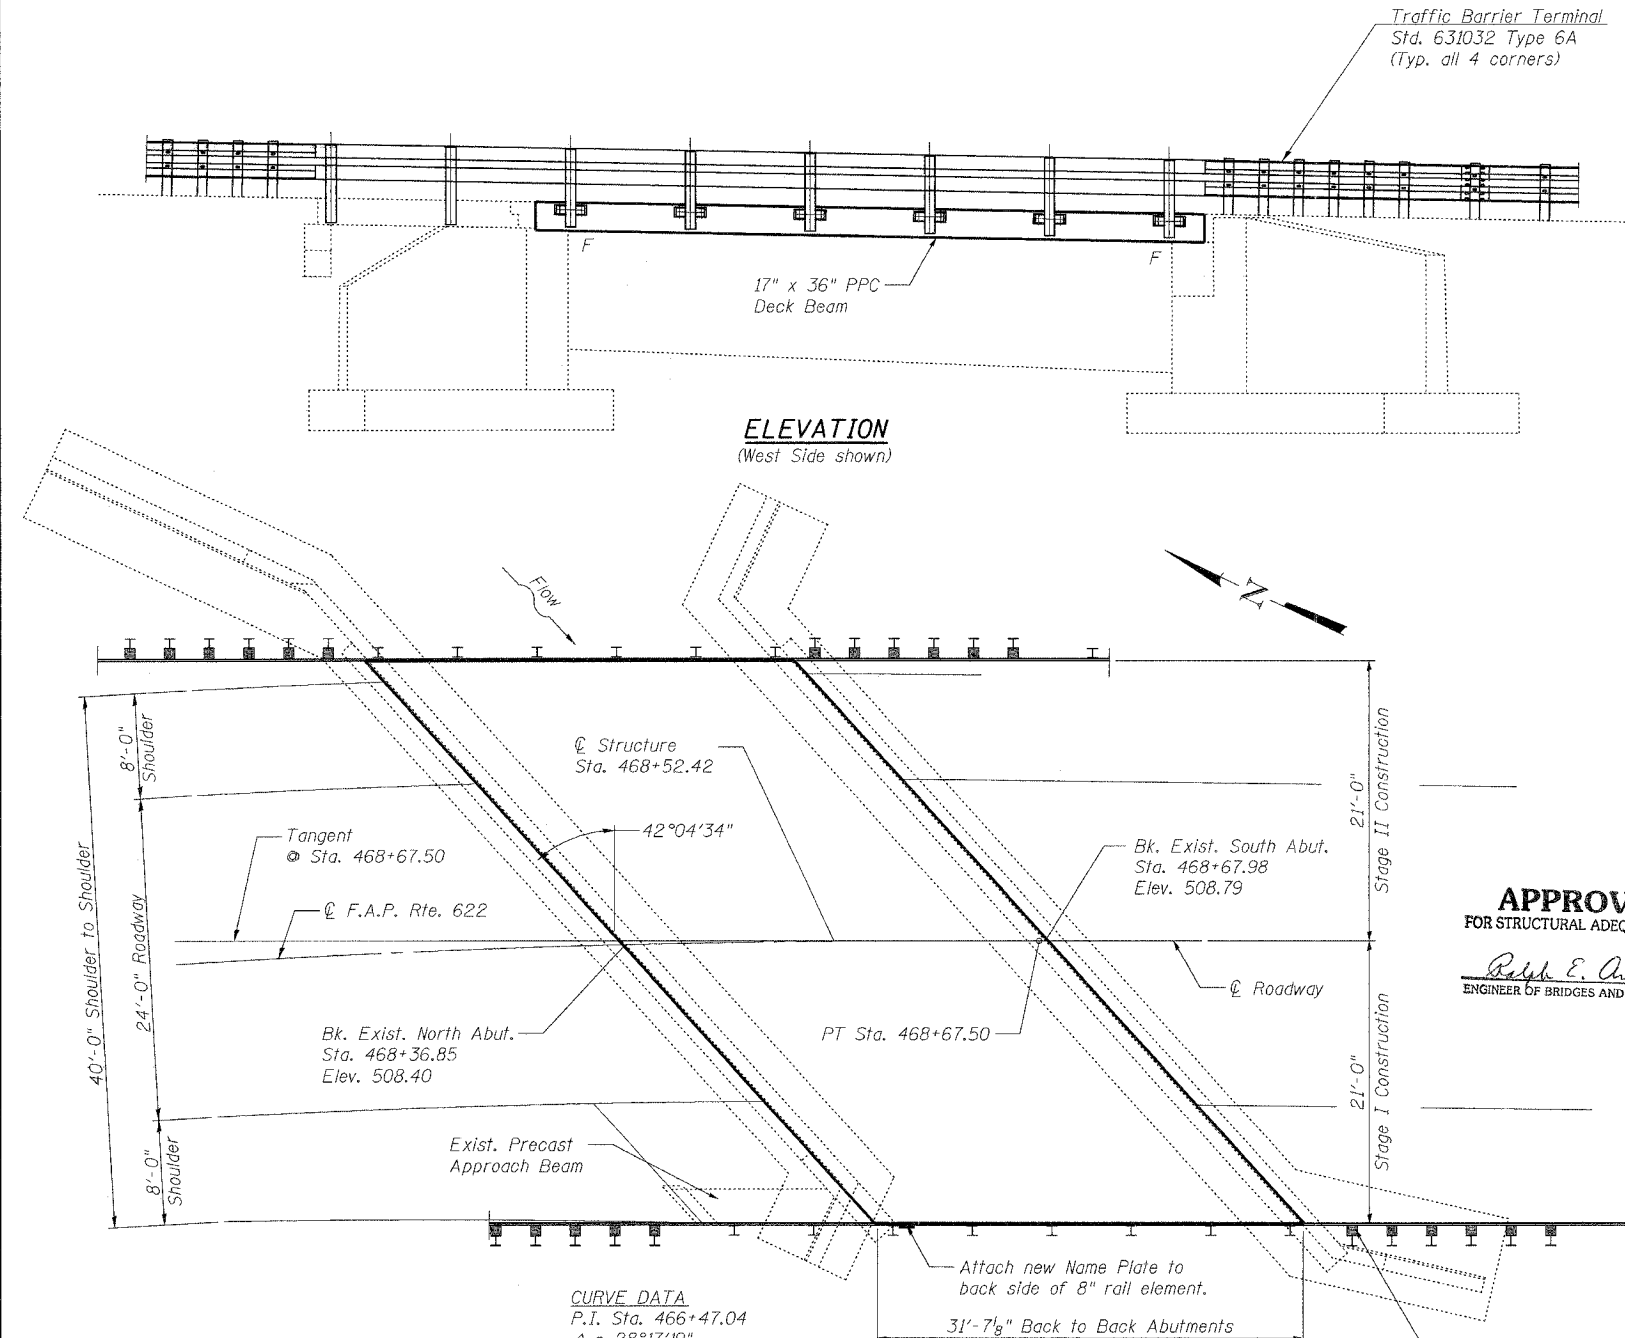 Traffic Barrier Terminal
Std. 631032 Type 6A
(Typ. all 4 corners)
F
F
17" x 36" PPC
Deck Beam
ELEVATION
(West Side shown)
Flow
N
8'-0"
Shoulder
24'-0" Roadway
40'-0" Shoulder to Shoulder
8'-0"
Shoulder
℄ Structure
Sta. 468+52.42
42°04'34"
Tangent
@ Sta. 468+67.50
℄ F.A.P. Rte. 622
Bk. Exist. South Abut.
Sta. 468+67.98
Elev. 508.79
21'-0"
Stage II Construction
APPROV
FOR STRUCTURAL ADEQ
Ralph E.
ENGINEER OF BRIDGES AND
℄ Roadway
PT Sta. 468+67.50
Bk. Exist. North Abut.
Sta. 468+36.85
Elev. 508.40
21'-0"
Stage I Construction
Exist. Precast
Approach Beam
Attach new Name Plate to
back side of 8" rail element.
31'-7⅛" Back to Back Abutments
CURVE DATA
P.I. Sta. 466+47.04